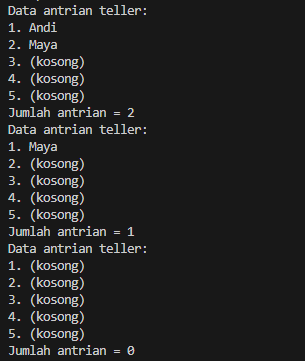 Data antrian teller:
1. Andi
2. Maya
3. (kosong)
4. (kosong)
5. (kosong)
Jumlah antrian = 2
Data antrian teller:
1. Maya
2. (kosong)
3. (kosong)
4. (kosong)
5. (kosong)
Jumlah antrian = 1
Data antrian teller:
1. (kosong)
2. (kosong)
3. (kosong)
4. (kosong)
5. (kosong)
Jumlah antrian = 0